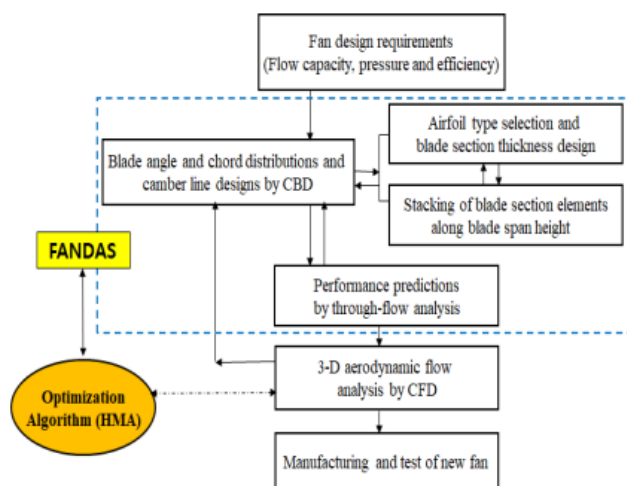 Fan design requirements
(Flow capacity, pressure and efficiency)
Airfoil type selection and
blade section thickness design
Blade angle and chord distributions and
camber line designs by CBD
Stacking of blade section elements
along blade span height
FANDAS
Performance predictions
by through-flow analysis
3-D aerodynamic flow
analysis by CFD
Optimization
Algorithm (HMA)
Manufacturing and test of new fan